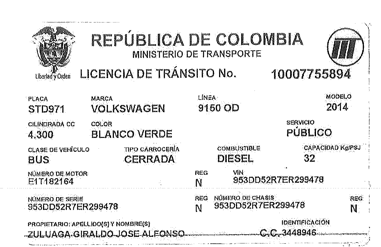 REPÚBLICA DE COLOMBIA
MINISTERIO DE TRANSPORTE
Libertad y Orden
LICENCIA DE TRÁNSITO No. 10007755894
PLACA MARCA LÍNEA MODELO
STD971 VOLKSWAGEN 9150 OD 2014
CILINDRADA CC COLOR SERVICIO
4.300 BLANCO VERDE PÚBLICO
CLASE DE VEHÍCULO TIPO CARROCERÍA COMBUSTIBLE CAPACIDAD Kg/PSJ
BUS CERRADA DIESEL 32
NÚMERO DE MOTOR REG VIN
E1T182164 N 953DD52R7ER299478
NÚMERO DE SERIE REG NÚMERO DE CHASIS REG
953DD52R7ER299478 N 953DD52R7ER299478 N
PROPIETARIO: APELLIDO(S) Y NOMBRE(S) IDENTIFICACIÓN
ZULUAGA GIRALDO JOSE ALFONSO C.C. 3448946